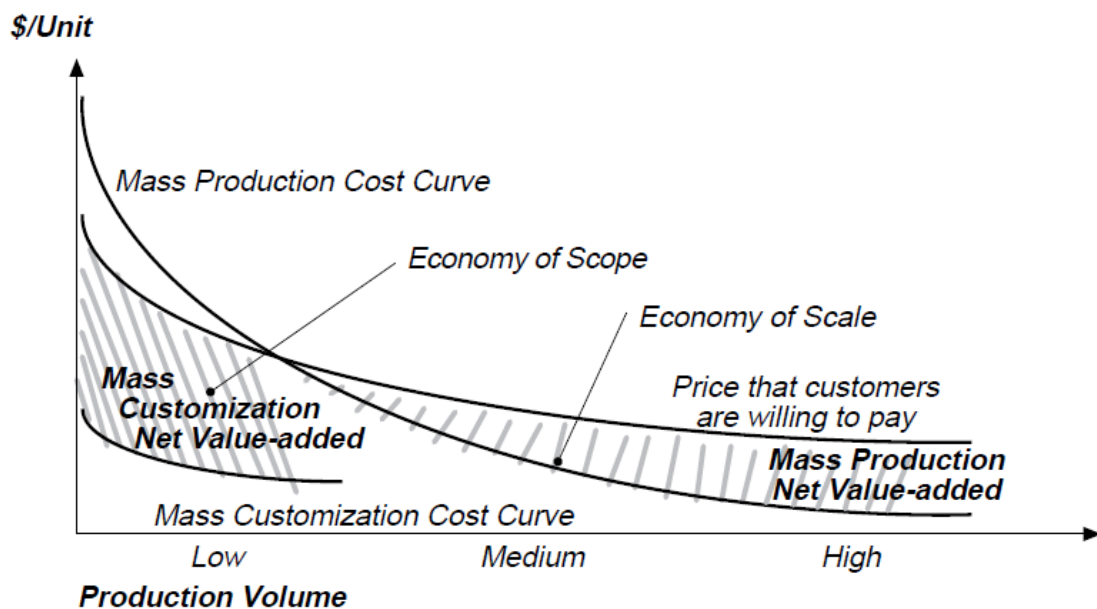 $/Unit
Mass Production Cost Curve
Economy of Scope
Economy of Scale
Price that customers
are willing to pay
Mass
Customization
Net Value-added
Mass Production
Net Value-added
Mass Customization Cost Curve
Low
Medium
High
Production Volume